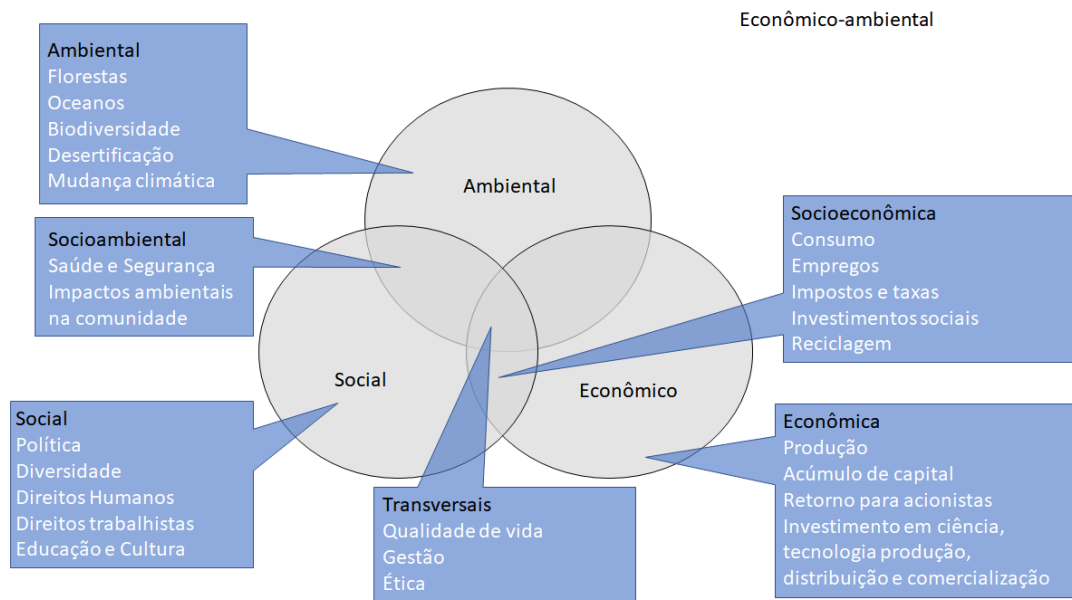 Econômico-ambiental
Ambiental
Florestas
Oceanos
Biodiversidade
Desertificação
Mudança climática
Ambiental
Socioambiental
Saúde e Segurança
Impactos ambientais
na comunidade
Socioeconômica
Consumo
Empregos
Impostos e taxas
Investimentos sociais
Reciclagem
Social
Econômico
Social
Política
Diversidade
Direitos Humanos
Direitos trabalhistas
Educação e Cultura
Transversais
Qualidade de vida
Gestão
Ética
Econômica
Produção
Acúmulo de capital
Retorno para acionistas
Investimento em ciência,
tecnologia produção,
distribuição e comercialização